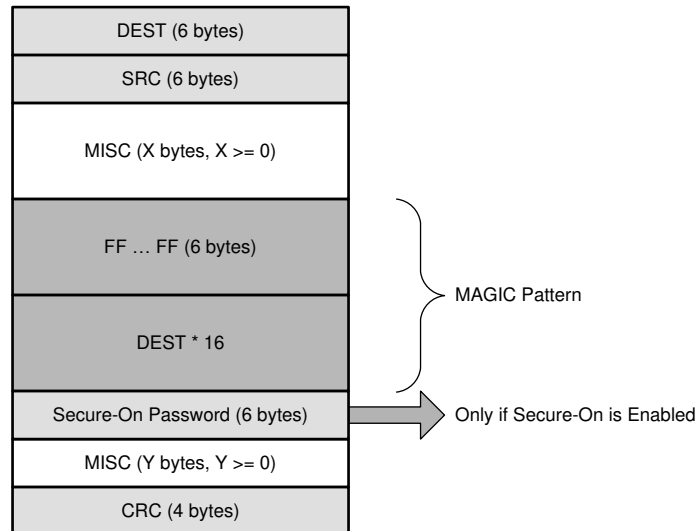 DEST (6 bytes)
SRC (6 bytes)
MISC (X bytes, X >= 0)
FF … FF (6 bytes)
MAGIC Pattern
DEST * 16
Secure-On Password (6 bytes)
Only if Secure-On is Enabled
MISC (Y bytes, Y >= 0)
CRC (4 bytes)